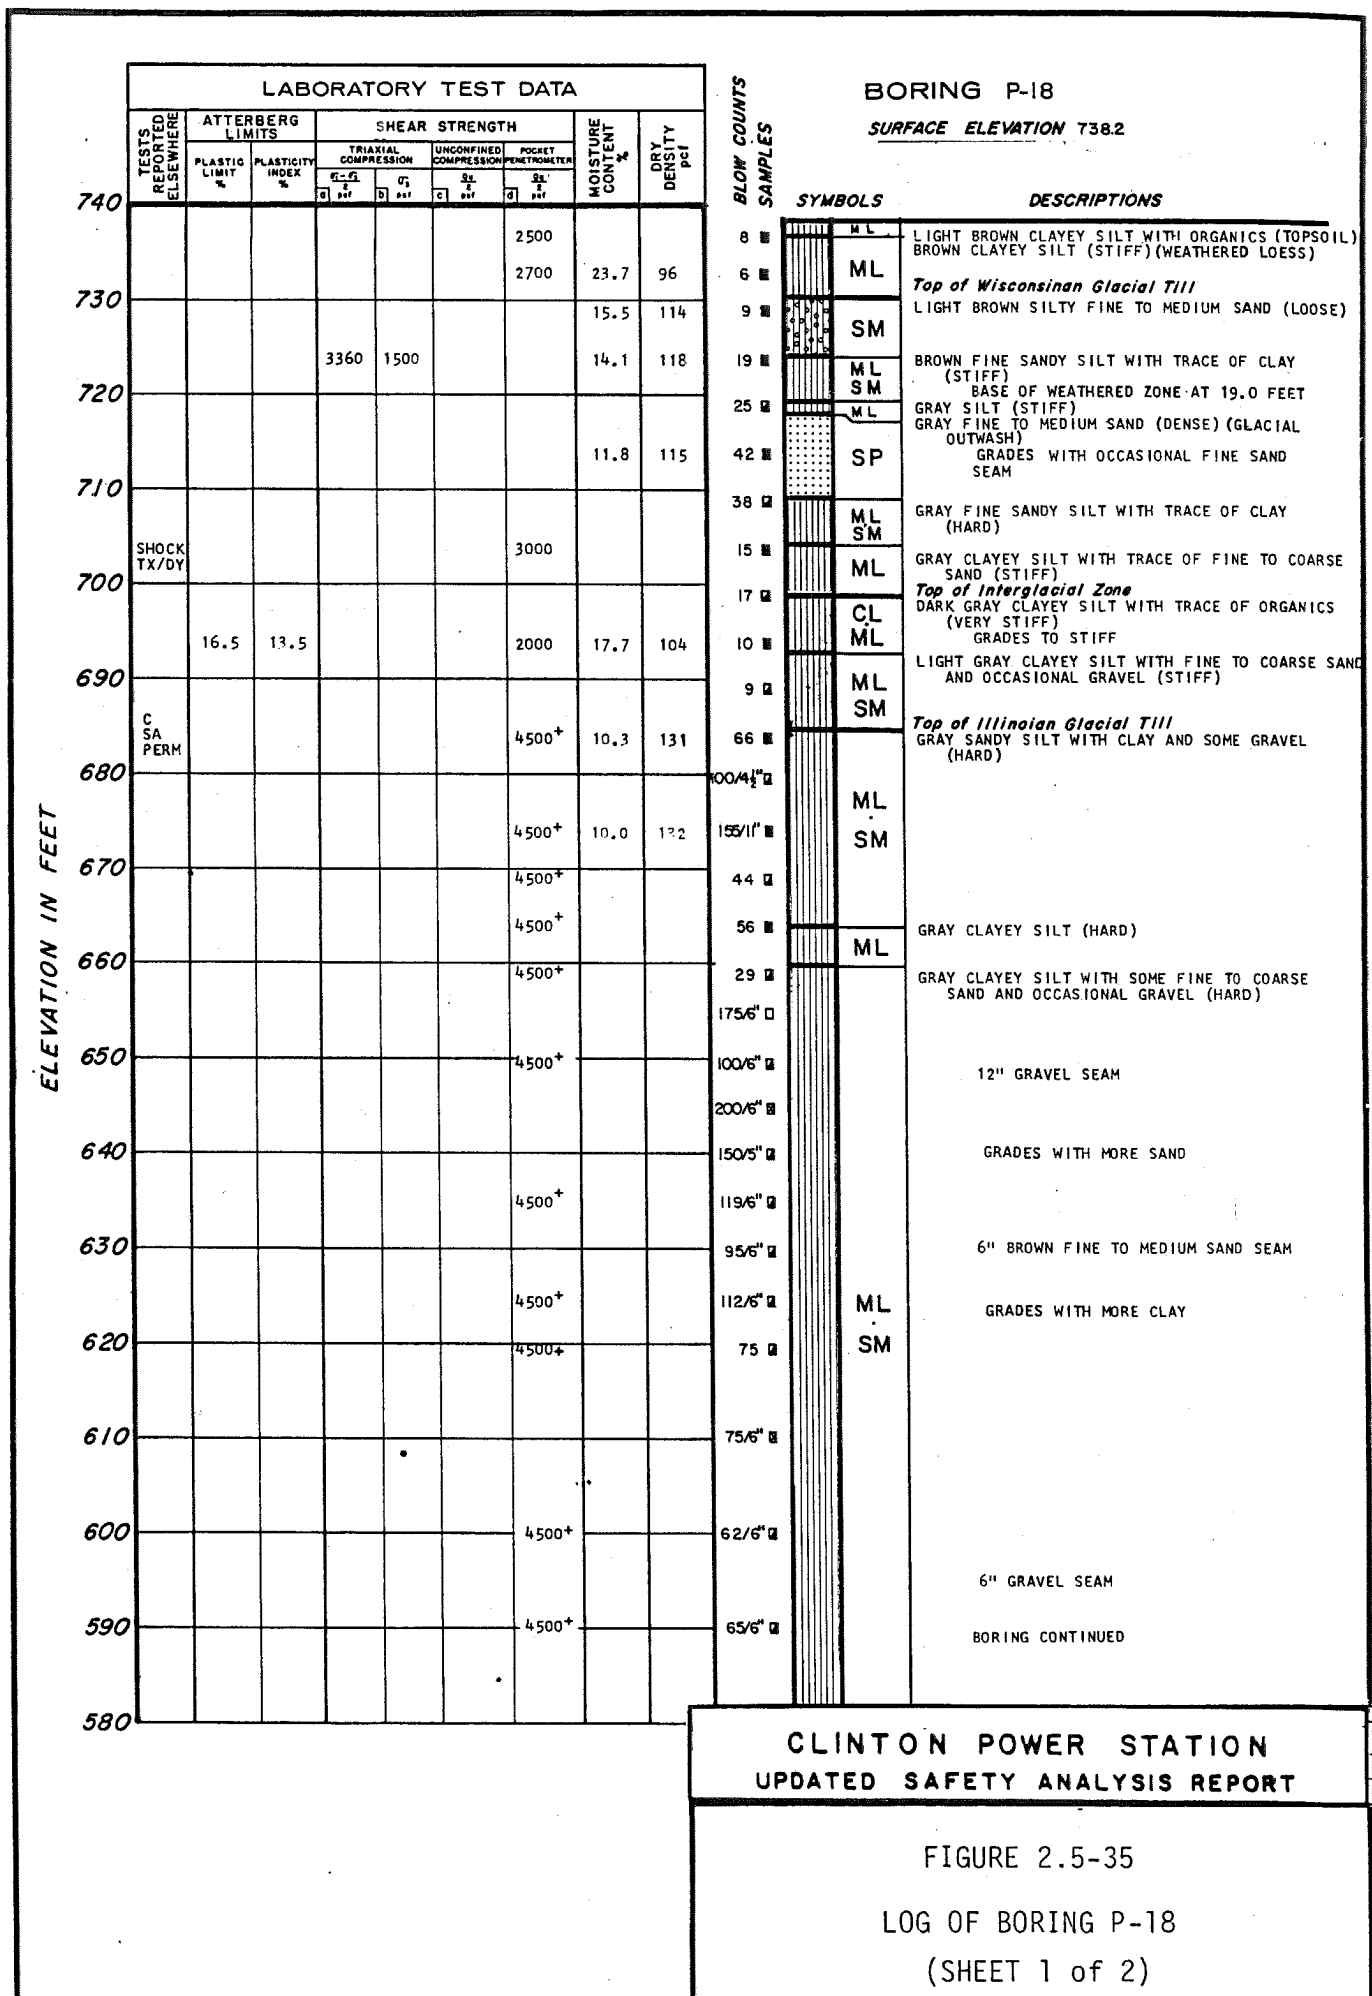 LABORATORY TEST DATA
TESTS REPORTED ELSEWHERE
ATTERBERG LIMITS
SHEAR STRENGTH
MOISTURE CONTENT %
DRY DENSITY pcf
PLASTIC LIMIT %
PLASTICITY INDEX %
TRIAXIAL COMPRESSION
UNCONFINED COMPRESSION
POCKET PENETROMETER
a psf
b σ3 psf
c psf
d psf
BLOW COUNTS
SAMPLES
BORING P-18
SURFACE ELEVATION 738.2
SYMBOLS
DESCRIPTIONS
ELEVATION IN FEET
740
2500 8 ML LIGHT BROWN CLAYEY SILT WITH ORGANICS (TOPSOIL)
BROWN CLAYEY SILT (STIFF)(WEATHERED LOESS)
2700 23.7 96 6 ML
Top of Wisconsinan Glacial Till
730
15.5 114 9 SM LIGHT BROWN SILTY FINE TO MEDIUM SAND (LOOSE)
3360 1500 14.1 118 19 ML SM BROWN FINE SANDY SILT WITH TRACE OF CLAY
(STIFF)
BASE OF WEATHERED ZONE AT 19.0 FEET
720
25 ML GRAY SILT (STIFF)
GRAY FINE TO MEDIUM SAND (DENSE)(GLACIAL
OUTWASH)
11.8 115 42 SP GRADES WITH OCCASIONAL FINE SAND
SEAM
710
38 ML SM GRAY FINE SANDY SILT WITH TRACE OF CLAY
(HARD)
SHOCK TX/DY 3000 15 ML GRAY CLAYEY SILT WITH TRACE OF FINE TO COARSE
SAND (STIFF)
700
17 Top of Interglacial Zone
CL ML DARK GRAY CLAYEY SILT WITH TRACE OF ORGANICS
(VERY STIFF)
16.5 13.5 2000 17.7 104 10 GRADES TO STIFF
LIGHT GRAY CLAYEY SILT WITH FINE TO COARSE SAND
AND OCCASIONAL GRAVEL (STIFF)
690
9 ML SM
Top of Illinoian Glacial Till
C SA PERM 4500+ 10.3 131 66 GRAY SANDY SILT WITH CLAY AND SOME GRAVEL
(HARD)
680
100/4½"
ML SM
4500+ 10.0 132 155/11"
670
4500+ 44
4500+ 56 GRAY CLAYEY SILT (HARD)
ML
660
4500+ 29 GRAY CLAYEY SILT WITH SOME FINE TO COARSE
SAND AND OCCASIONAL GRAVEL (HARD)
175/6"
650
4500+ 100/6" 12" GRAVEL SEAM
200/6"
640
150/5" GRADES WITH MORE SAND
4500+ 119/6"
630
95/6" 6" BROWN FINE TO MEDIUM SAND SEAM
4500+ 112/6" ML SM GRADES WITH MORE CLAY
620
4500+ 75
610
75/6"
600
4500+ 62/6"
6" GRAVEL SEAM
590
4500+ 65/6" BORING CONTINUED
580
CLINTON POWER STATION
UPDATED SAFETY ANALYSIS REPORT
FIGURE 2.5-35
LOG OF BORING P-18
(SHEET 1 of 2)